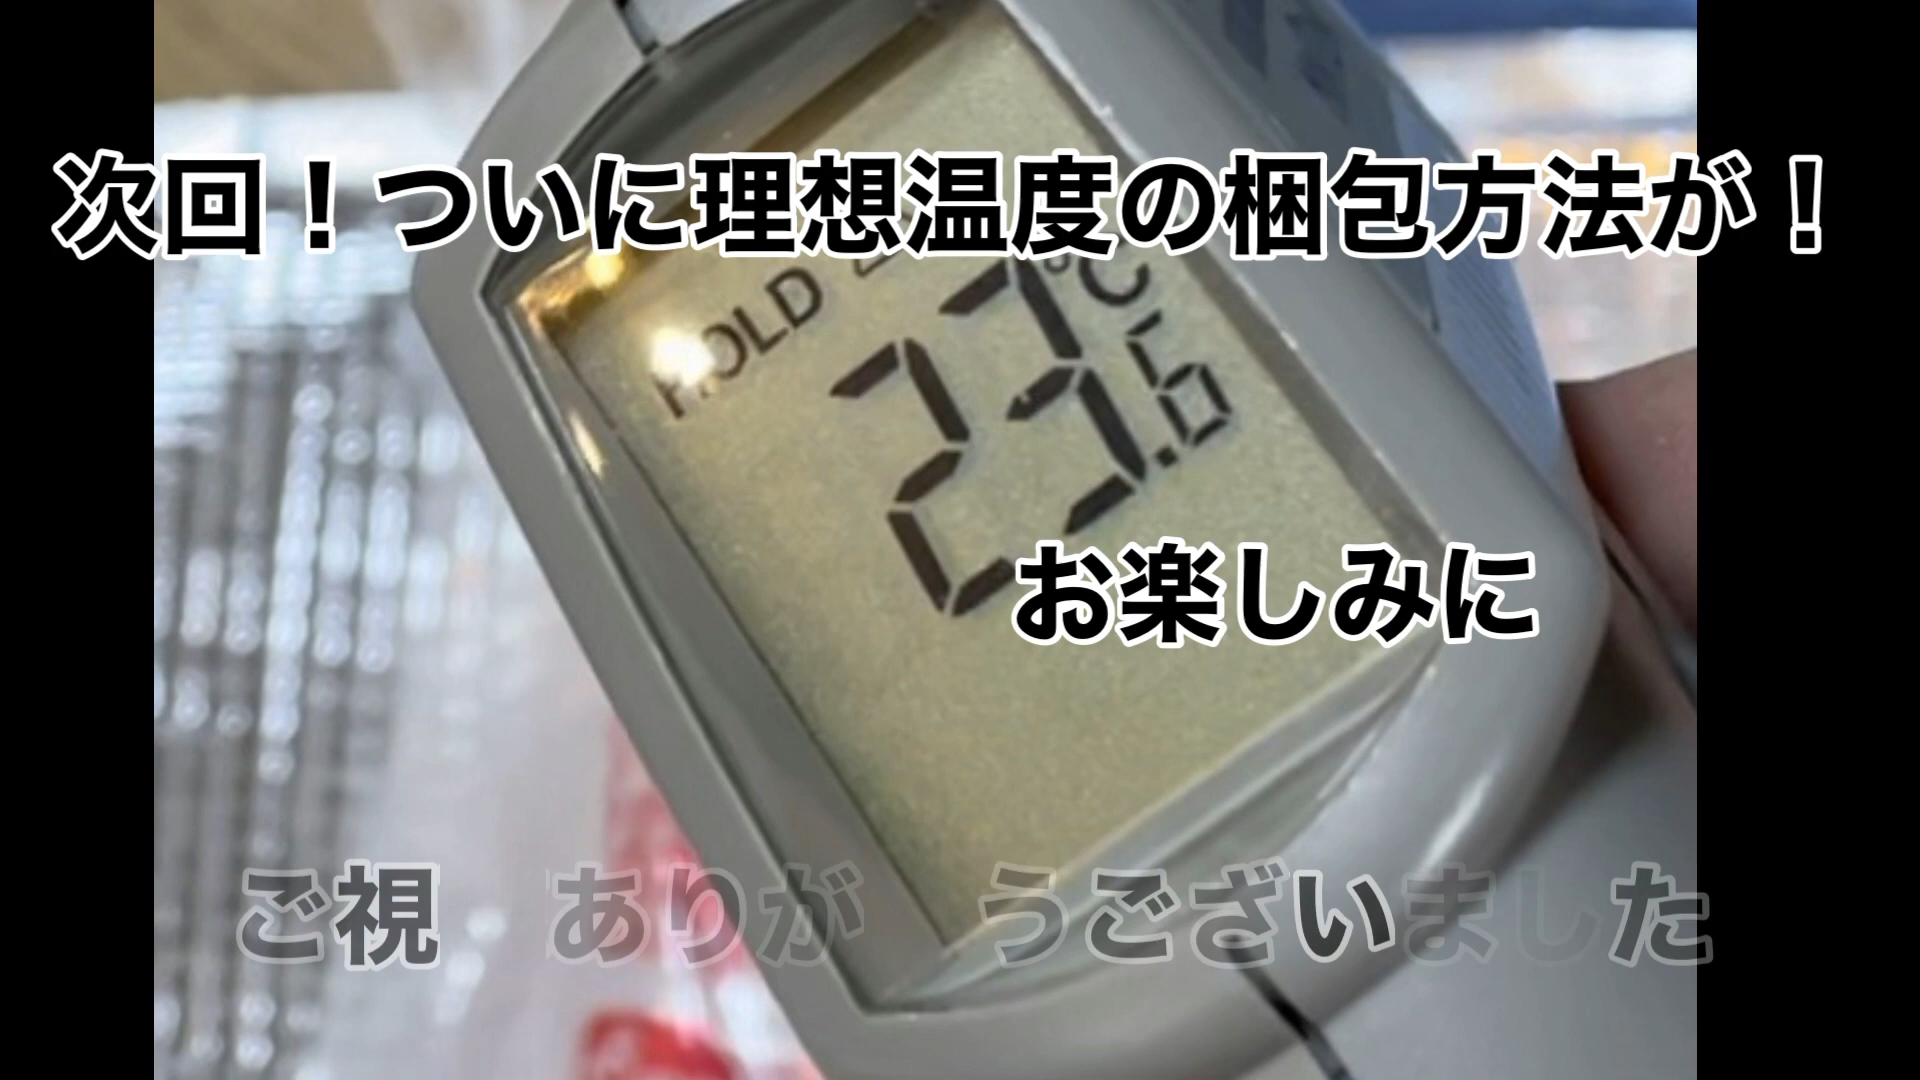 次回！ついに理想温度の梱包方法が！
HOLD
℃
23.6
お楽しみに
ご視 ありが うございました